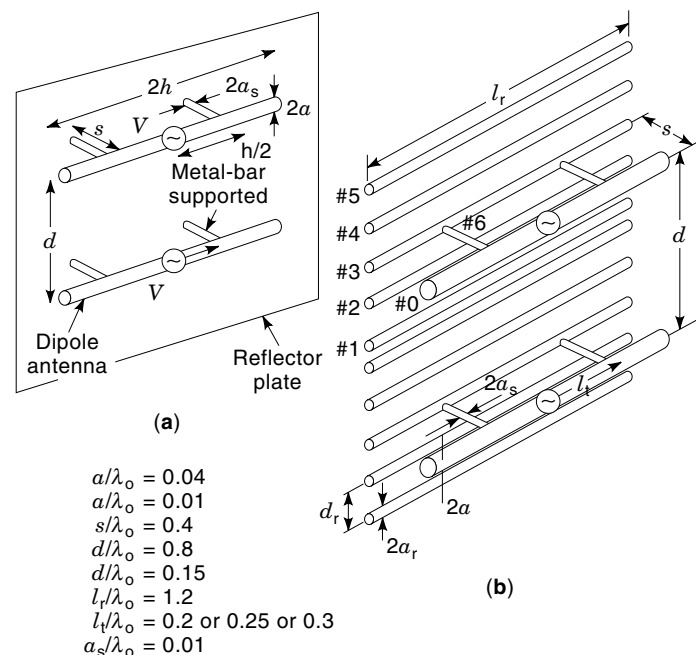 2h
2a_s
2a
V
s
h/2
Metal-bar
supported
d
V
Dipole
antenna
Reflector
plate
(a)
l_r
s
#5
#4
#6
#3
d
#2
#0
#1
2a_s
l_t
d_r
2a
2a_r
(b)
a/λ_o = 0.04
a/λ_o = 0.01
s/λ_o = 0.4
d/λ_o = 0.8
d/λ_o = 0.15
l_r/λ_o = 1.2
l_t/λ_o = 0.2 or 0.25 or 0.3
a_s/λ_o = 0.01